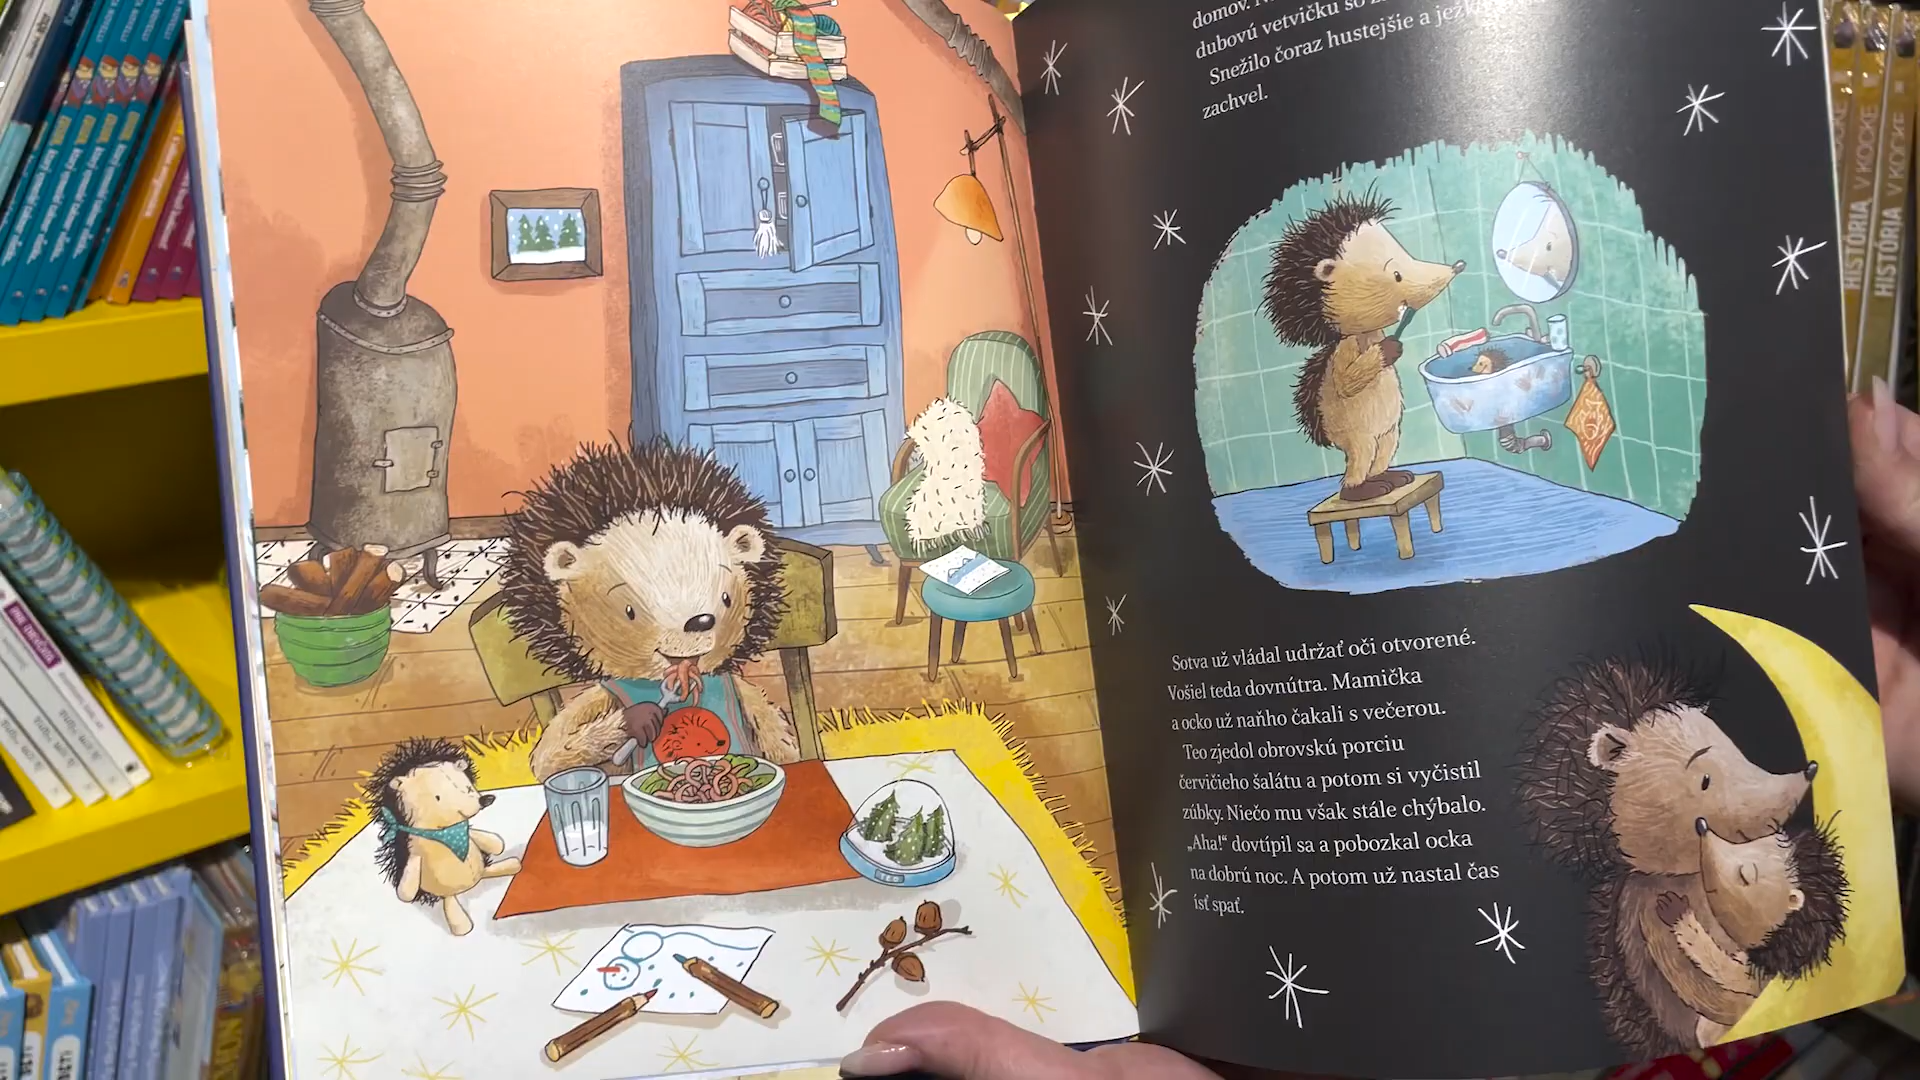 domov.
dubovú vetvičku so
Snežilo čoraz hustejšie a
zachvel.
Sotva už vládal udržať oči otvorené.
Vošiel teda dovnútra. Mamička
a ocko už naňho čakali s večerou.
Teo zjedol obrovskú porciu
červičieho šalátu a potom si vyčistil
zúbky. Niečo mu však stále chýbalo.
„Aha!“ dovtípil sa a pobozkal ocka
na dobrú noc. A potom už nastal čas
ísť spať.
HISTÓRIA V KOCKE
HISTÓRIA V KOCKE